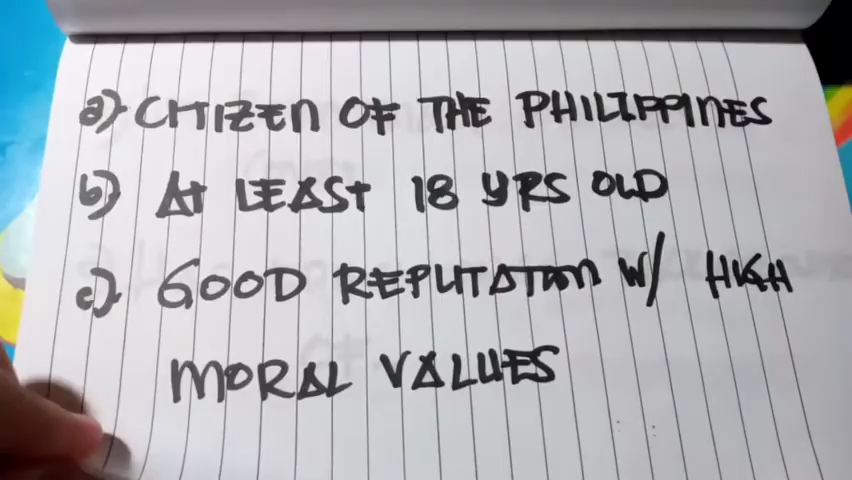 a) CITIZEN OF THE PHILIPPINES
b) At LEASt 18 YRS OLD
c) GOOD REPUTATION W/ HIGH
MORAL VALUES